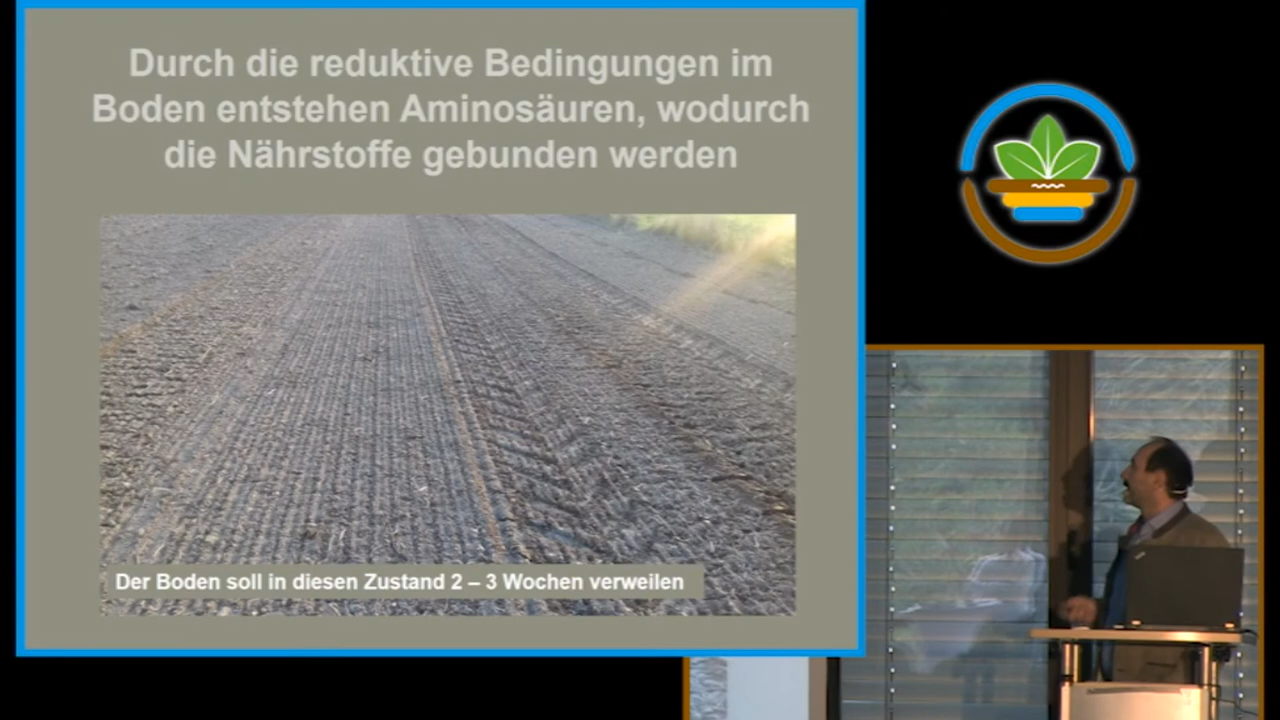 Durch die reduktive Bedingungen im
Boden entstehen Aminosäuren, wodurch
die Nährstoffe gebunden werden
Der Boden soll in diesen Zustand 2 – 3 Wochen verweilen